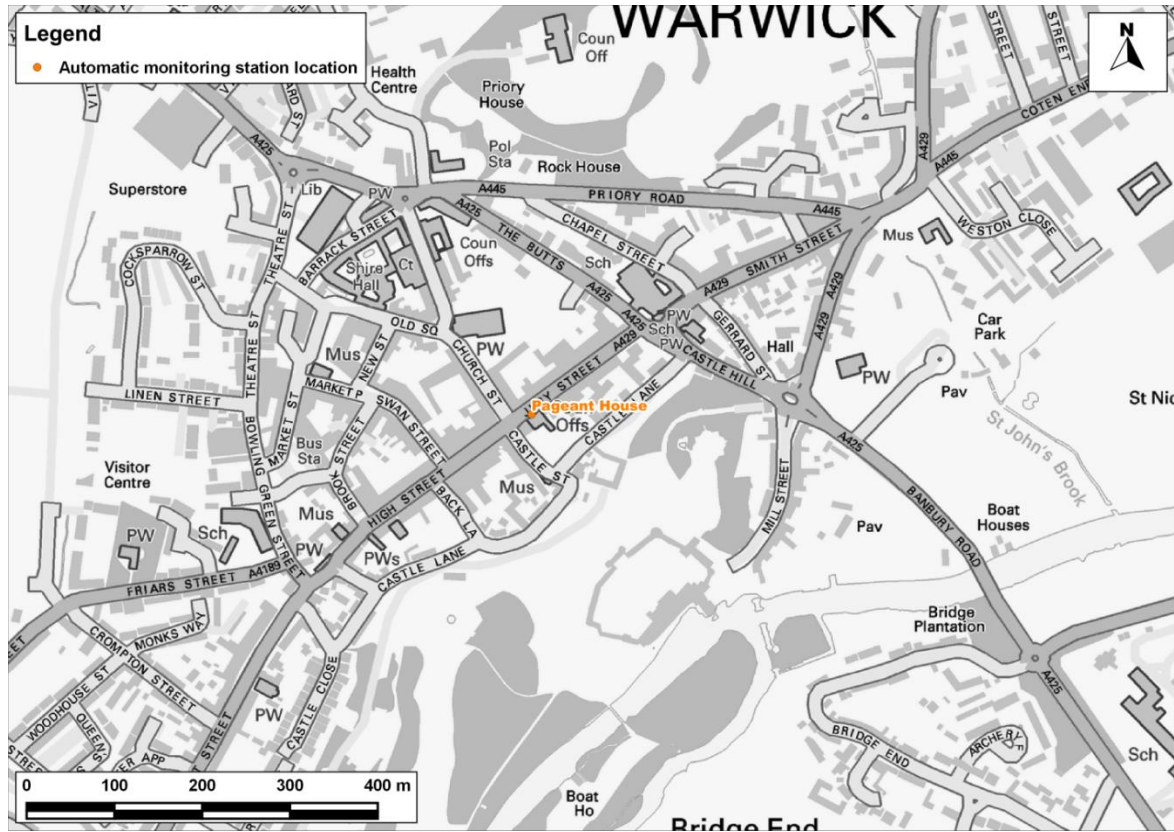 WARWICK
Legend
Automatic monitoring station location
N
Coun
Off
Health
Centre
Priory
House
Pol
Sta
Rock House
STREET
STREET
COTEN END
A429
A445
A425
Superstore
Lib
PW
A445
PRIORY ROAD
A445
A425
THE BUTTS
A425
CHAPEL STREET
SMITH STREET
A429
WESTON CLOSE
Mus
THEATRE ST
BARRACK STREET
Shire
Hall
Ct
Coun
Offs
Sch
COCKSPARROW ST
OLD SQ
PW
CHURCH ST
NEW ST
Mus
PW
Sch
PW
GERRARD ST
Hall
A429
Car
Park
Pav
PW
St Nic
St John's Brook
THEATRE ST
LINEN STREET
MARKET P
SWAN STREET
MARKET ST
A429
CASTLE HILL
Pageant House
Offs
CASTLE LANE
CASTLE ST
Bus
Sta
BROOK STREET
BOWLING GREEN STREET
HIGH STREET
BACK LA
Mus
Visitor
Centre
PW
Sch
Mus
PW
PWs
CASTLE LANE
A425
BANBURY ROAD
MILL STREET
Pav
Boat
Houses
FRIARS STREET
A4189
MONKS WAY
CROMPTON STREET
WOODHOUSE ST
PW
CASTLE CLOSE
STREET
Bridge
Plantation
A425
BRIDGE END
Sch
Boat
Ho
Bridge End
0 100 200 300 400 m